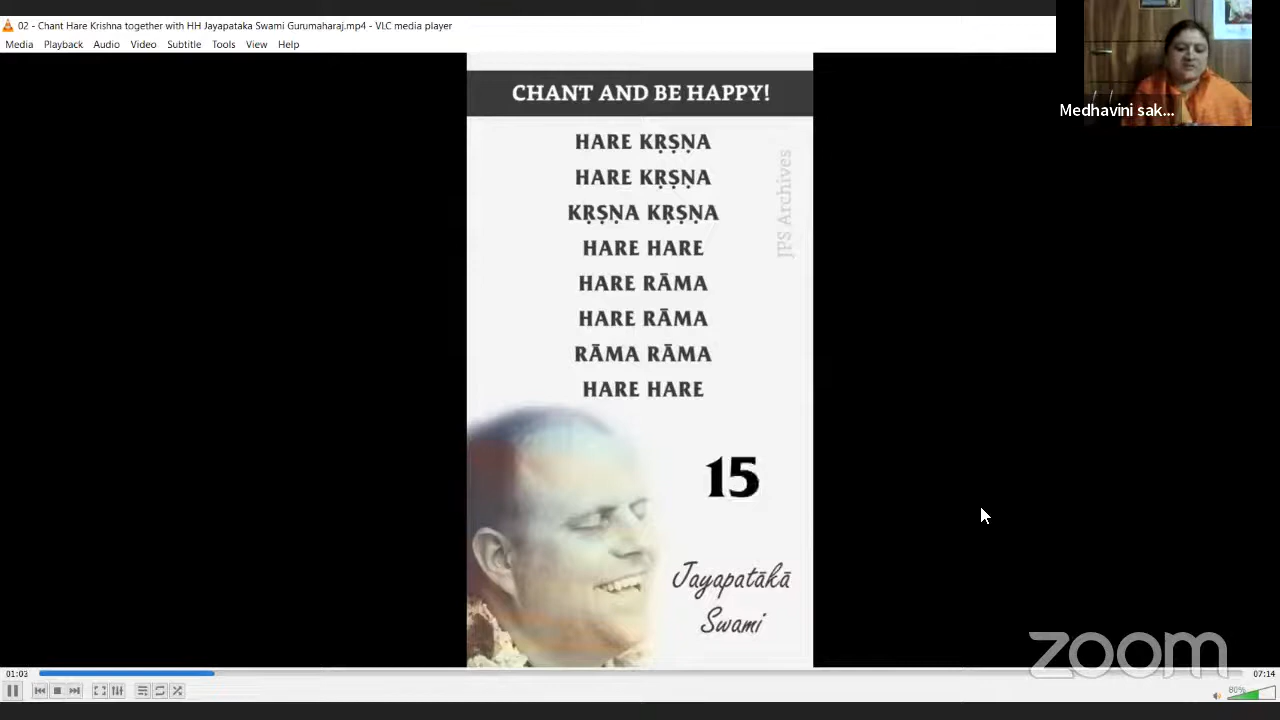 02 - Chant Hare Krishna together with HH Jayapataka Swami Gurumaharaj.mp4 - VLC media player
Media Playback Audio Video Subtitle Tools View Help
Medhavini sak...
CHANT AND BE HAPPY!
HARE KṚṢṆA
HARE KṚṢṆA
KṚṢṆA KṚṢṆA
HARE HARE
HARE RĀMA
HARE RĀMA
RĀMA RĀMA
HARE HARE
JPS Archives
15
Jayapatākā
Swami
zoom
01:03
07:14
80%